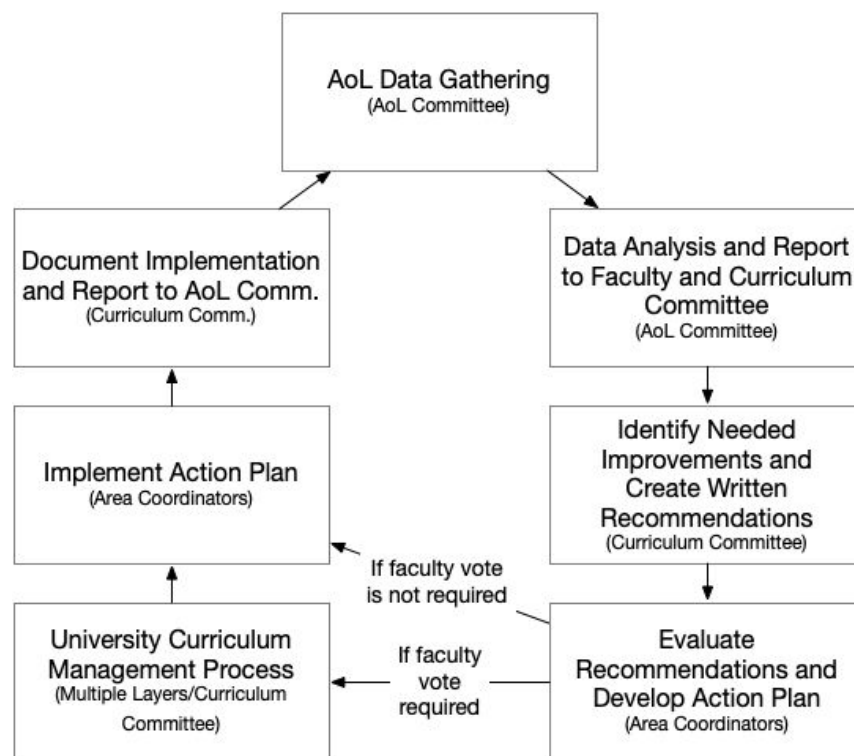 AoL Data Gathering
(AoL Committee)
Document Implementation
and Report to AoL Comm.
(Curriculum Comm.)
Data Analysis and Report
to Faculty and Curriculum
Committee
(AoL Committee)
Implement Action Plan
(Area Coordinators)
Identify Needed
Improvements and
Create Written
Recommendations
(Curriculum Committee)
If faculty vote
is not required
University Curriculum
Management Process
(Multiple Layers/Curriculum
Committee)
If faculty
vote
required
Evaluate
Recommendations and
Develop Action Plan
(Area Coordinators)